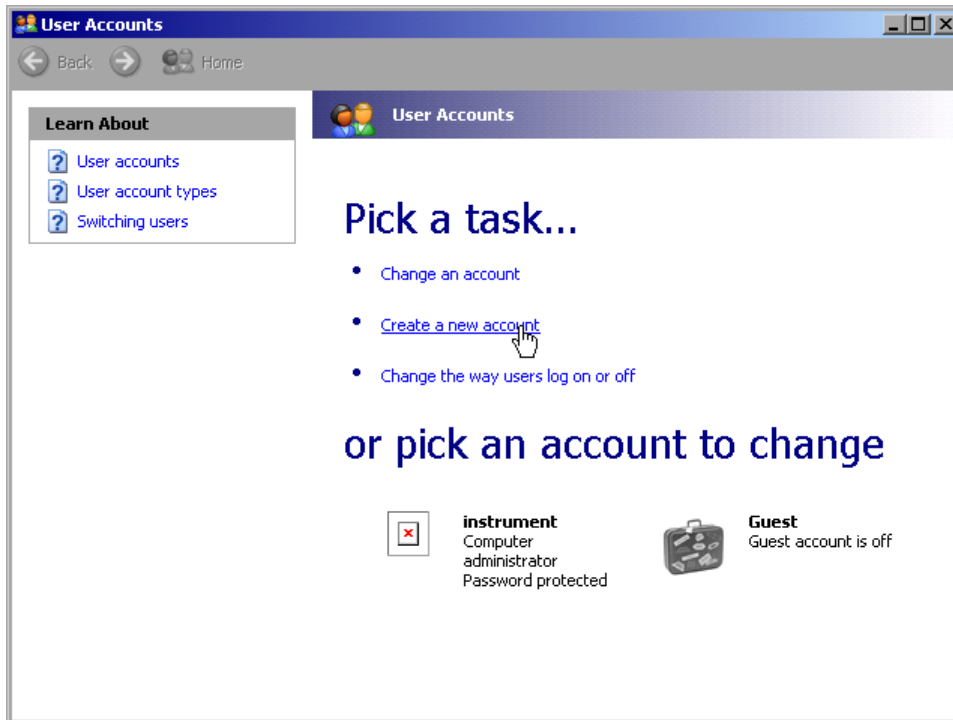 User Accounts
Back Home
Learn About
User accounts
User account types
Switching users
User Accounts
Pick a task...
Change an account
Create a new account
Change the way users log on or off
or pick an account to change
instrument
Computer
administrator
Password protected
Guest
Guest account is off